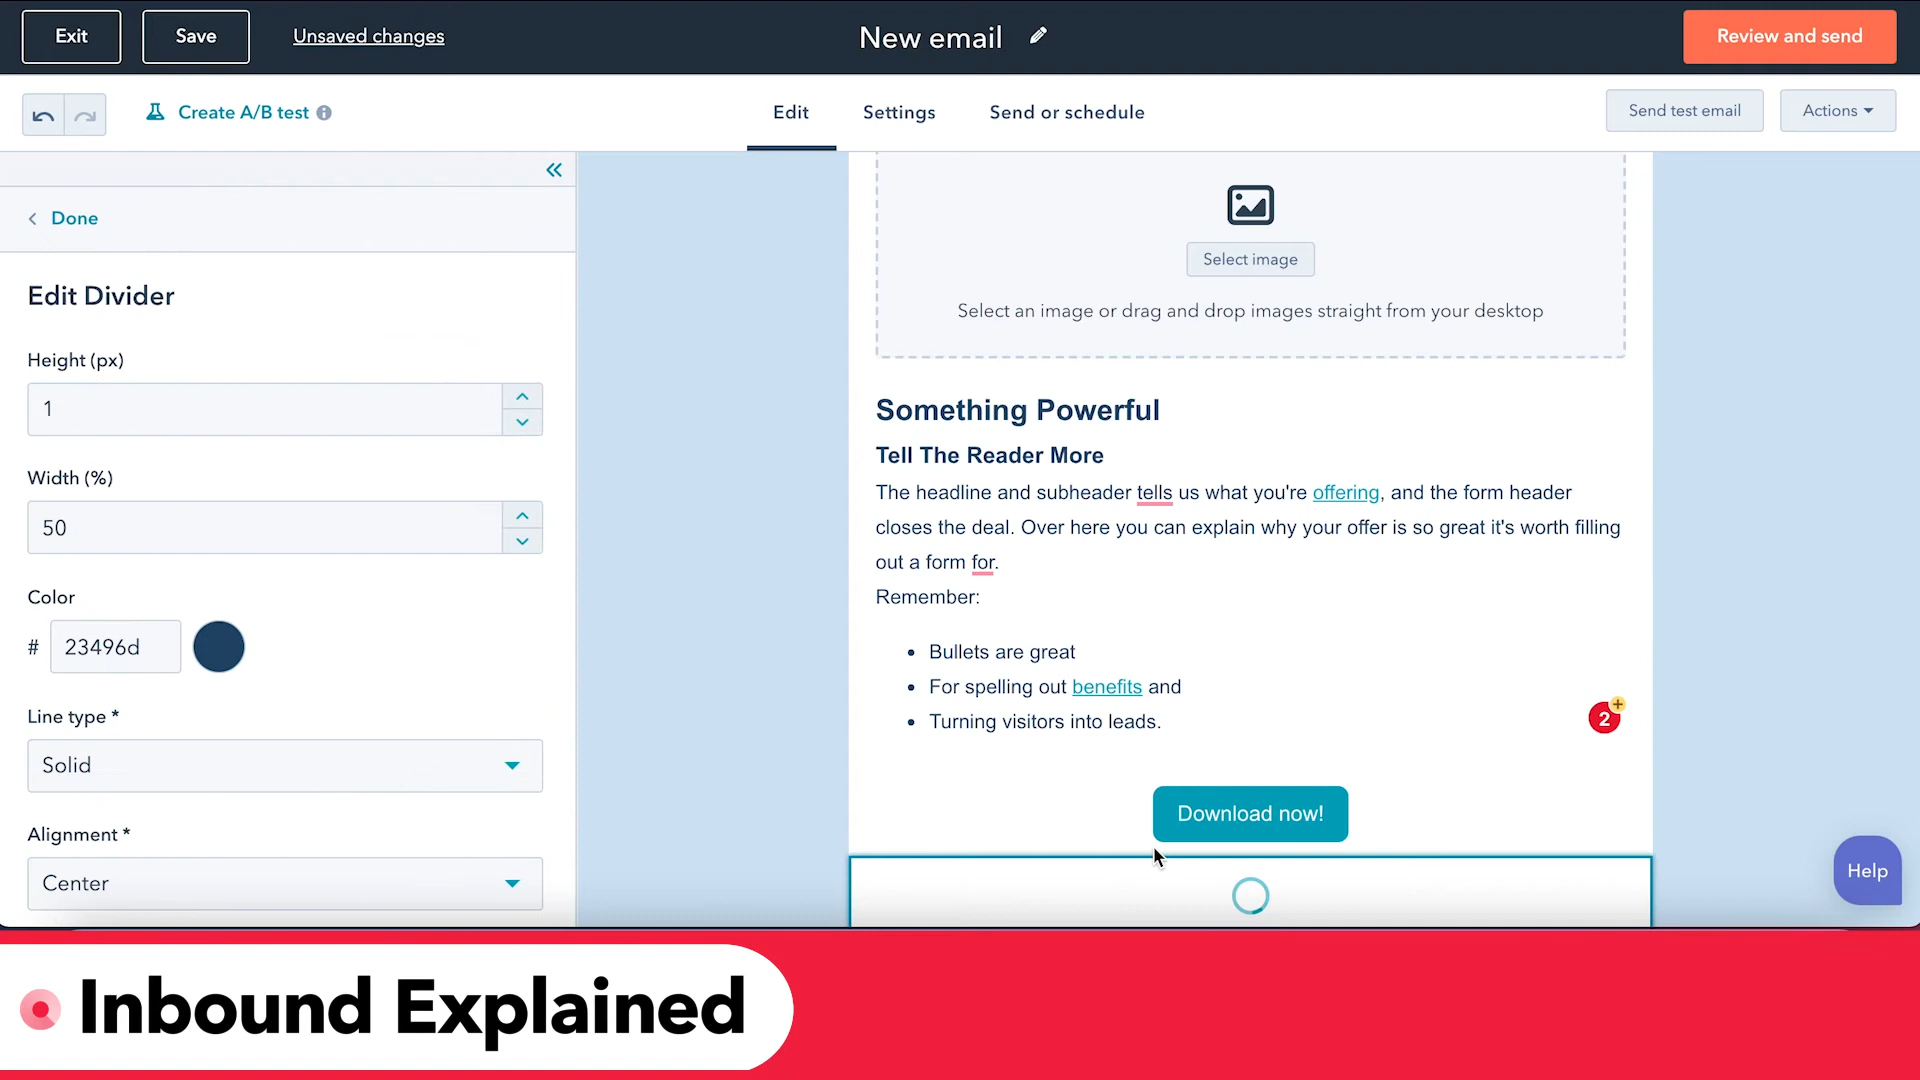 Exit
Save
Unsaved changes
New email
Review and send
Create A/B test
Edit
Settings
Send or schedule
Send test email
Actions
Done
Edit Divider
Height (px)
1
Width (%)
50
Color
# 23496d
Line type *
Solid
Alignment *
Center
Select image
Select an image or drag and drop images straight from your desktop
Something Powerful
Tell The Reader More
The headline and subheader tells us what you're offering, and the form header
closes the deal. Over here you can explain why your offer is so great it's worth filling
out a form for.
Remember:
• Bullets are great
• For spelling out benefits and
• Turning visitors into leads.
2
Download now!
Help
Inbound Explained